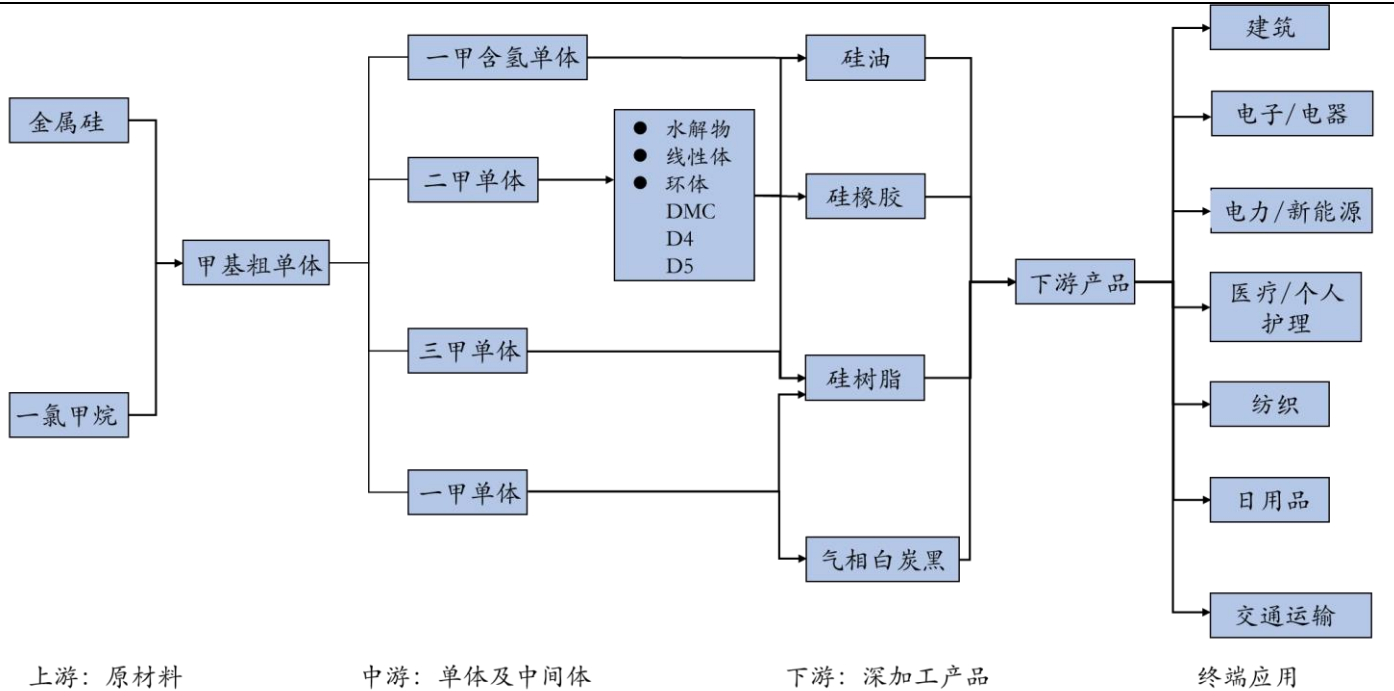 金属硅
一氯甲烷
甲基粗单体
一甲含氢单体
二甲单体
三甲单体
一甲单体
● 水解物
● 线性体
● 环体
DMC
D4
D5
硅油
硅橡胶
硅树脂
气相白炭黑
下游产品
建筑
电子/电器
电力/新能源
医疗/个人
护理
纺织
日用品
交通运输
上游：原材料
中游：单体及中间体
下游：深加工产品
终端应用